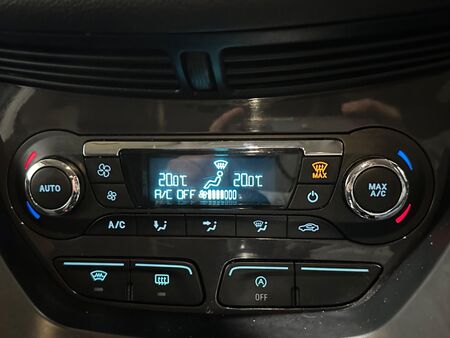 MAX
20.0°C 20.0°C
AUTO
A/C OFF
MAX
A/C
A/C
OFF